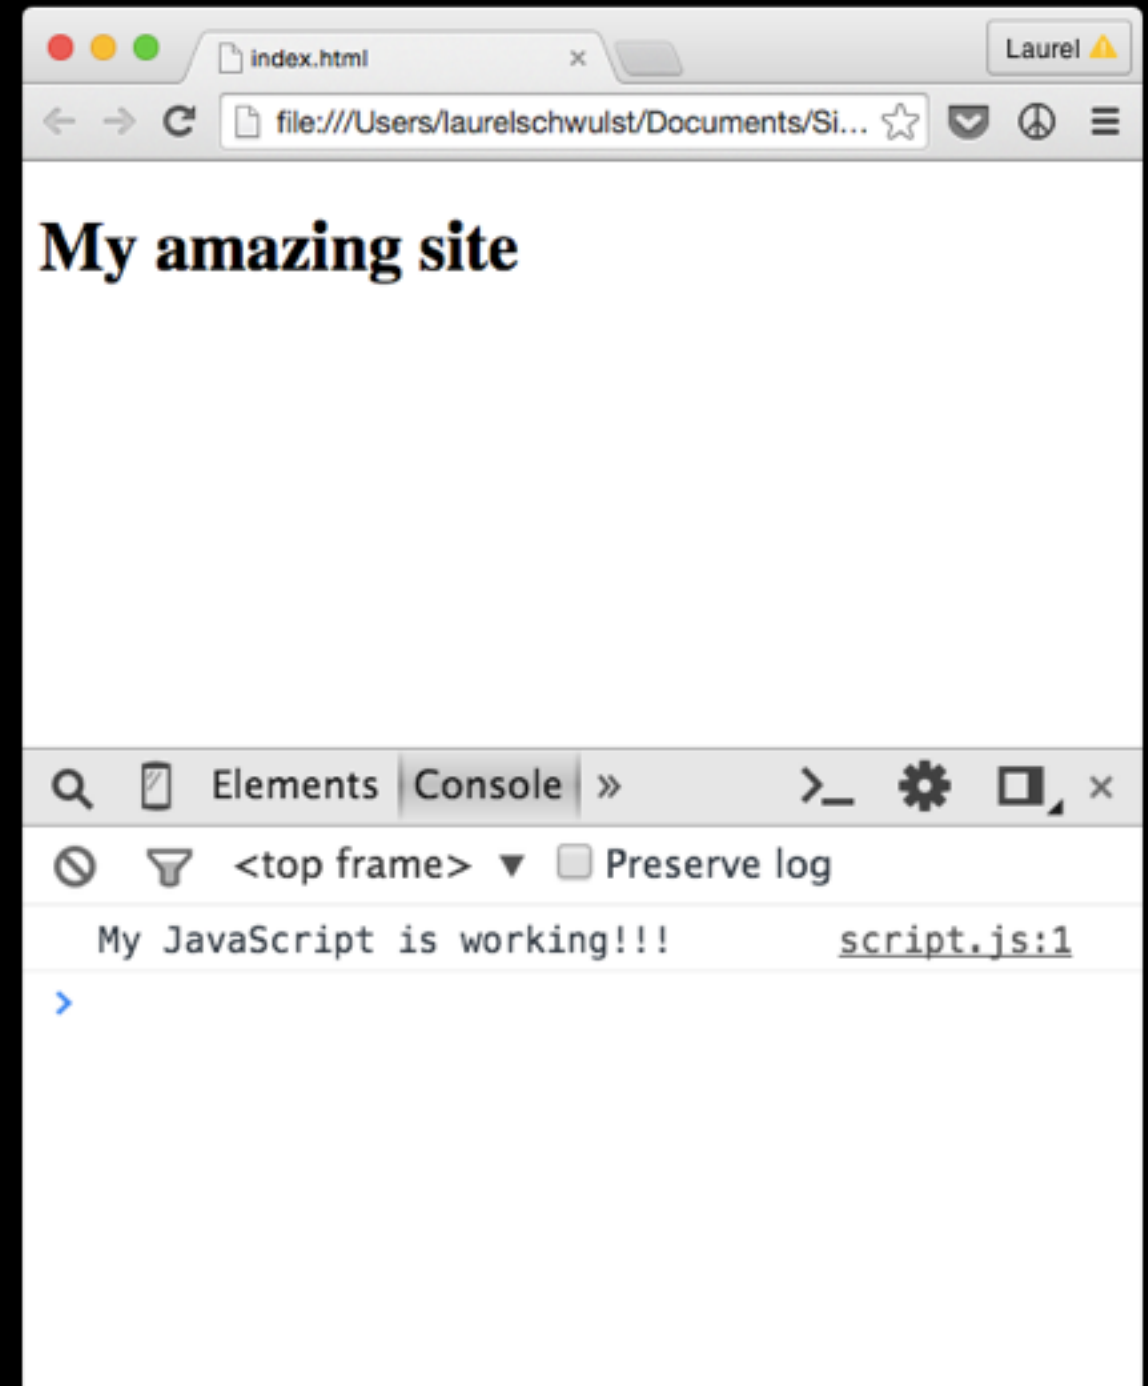 index.html
Laurel
file:///Users/laurelschwulst/Documents/Si...
My amazing site
Elements Console »
<top frame> ▼ Preserve log
My JavaScript is working!!! script.js:1
>